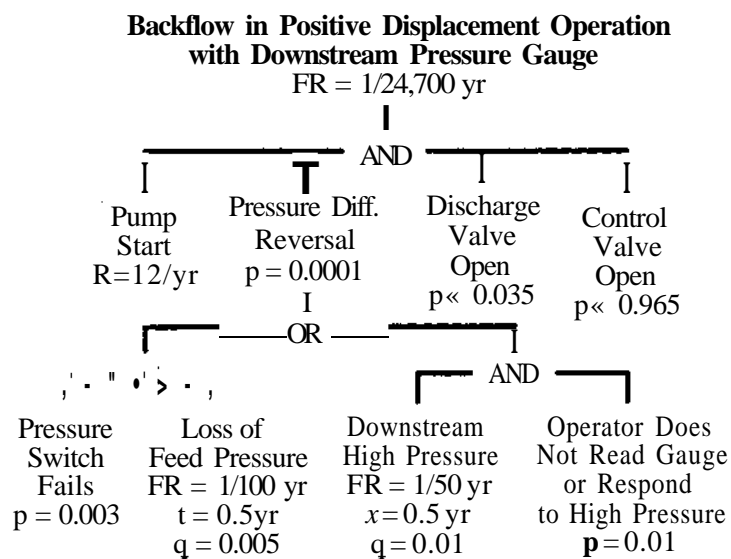 Backflow in Positive Displacement Operation
with Downstream Pressure Gauge
FR = 1/24,700 yr
AND
Pump
Start
R=12/yr
Pressure Diff.
Reversal
p = 0.0001
Discharge
Valve
Open
p« 0.035
Control
Valve
Open
p« 0.965
OR
AND
Pressure
Switch
Fails
p = 0.003
Loss of
Feed Pressure
FR = 1/100 yr
t = 0.5yr
q = 0.005
Downstream
High Pressure
FR = 1/50 yr
x = 0.5 yr
q = 0.01
Operator Does
Not Read Gauge
or Respond
to High Pressure
p = 0.01